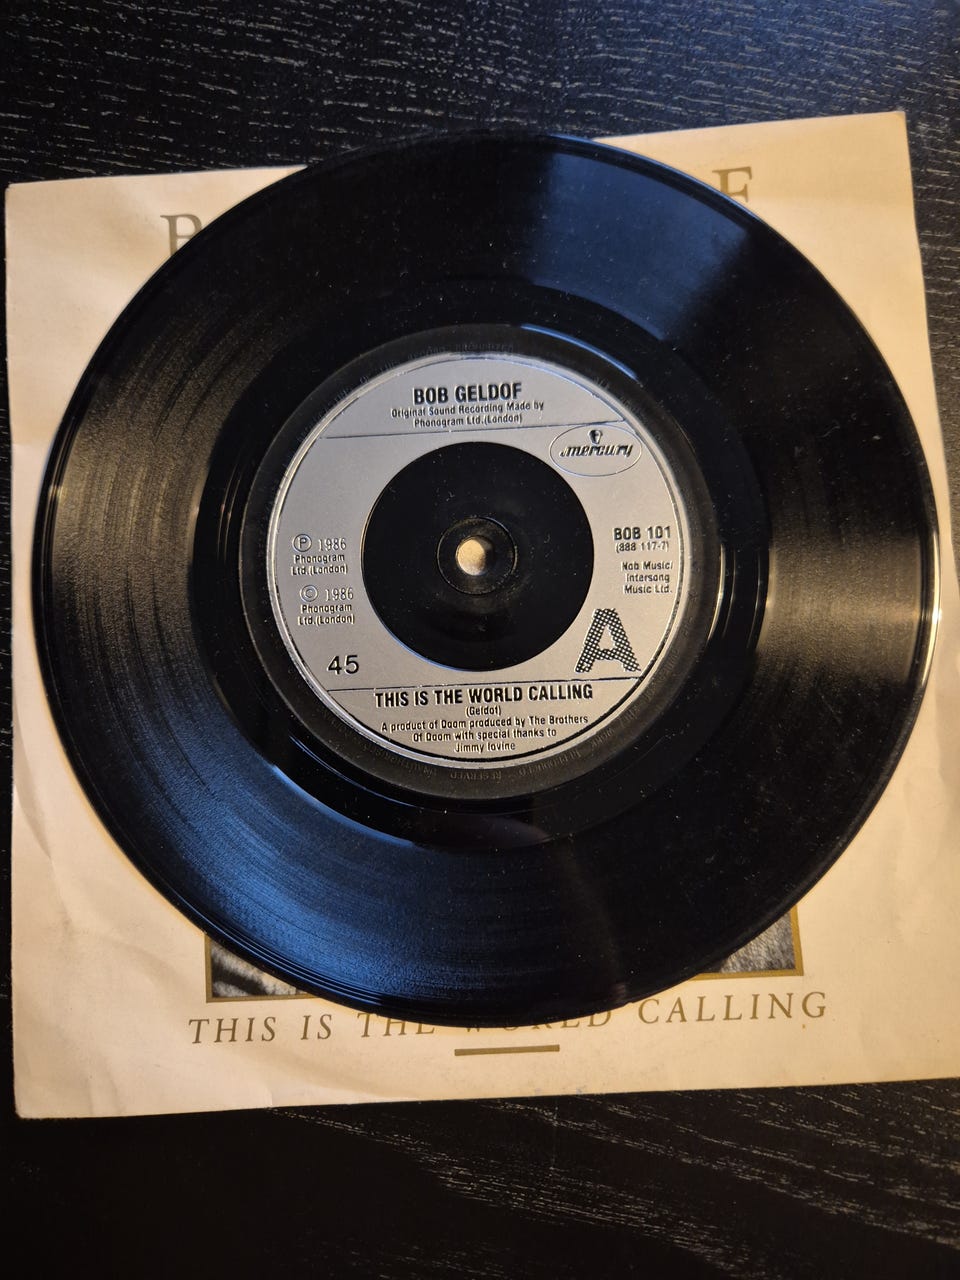 B
F
BOB GELDOF
Original Sound Recording Made by
Phonogram Ltd.(London)
mercury
℗ 1986
Phonogram
Ltd.(London)
© 1986
Phonogram
Ltd.(London)
45
BOB 101
(888 117-7)
Nob Music/
Intersong
Music Ltd.
A
THIS IS THE WORLD CALLING
(Geldof)
A product of Doom produced by The Brothers
Of Doom with special thanks to
Jimmy Iovine
THIS IS THE WORLD CALLING